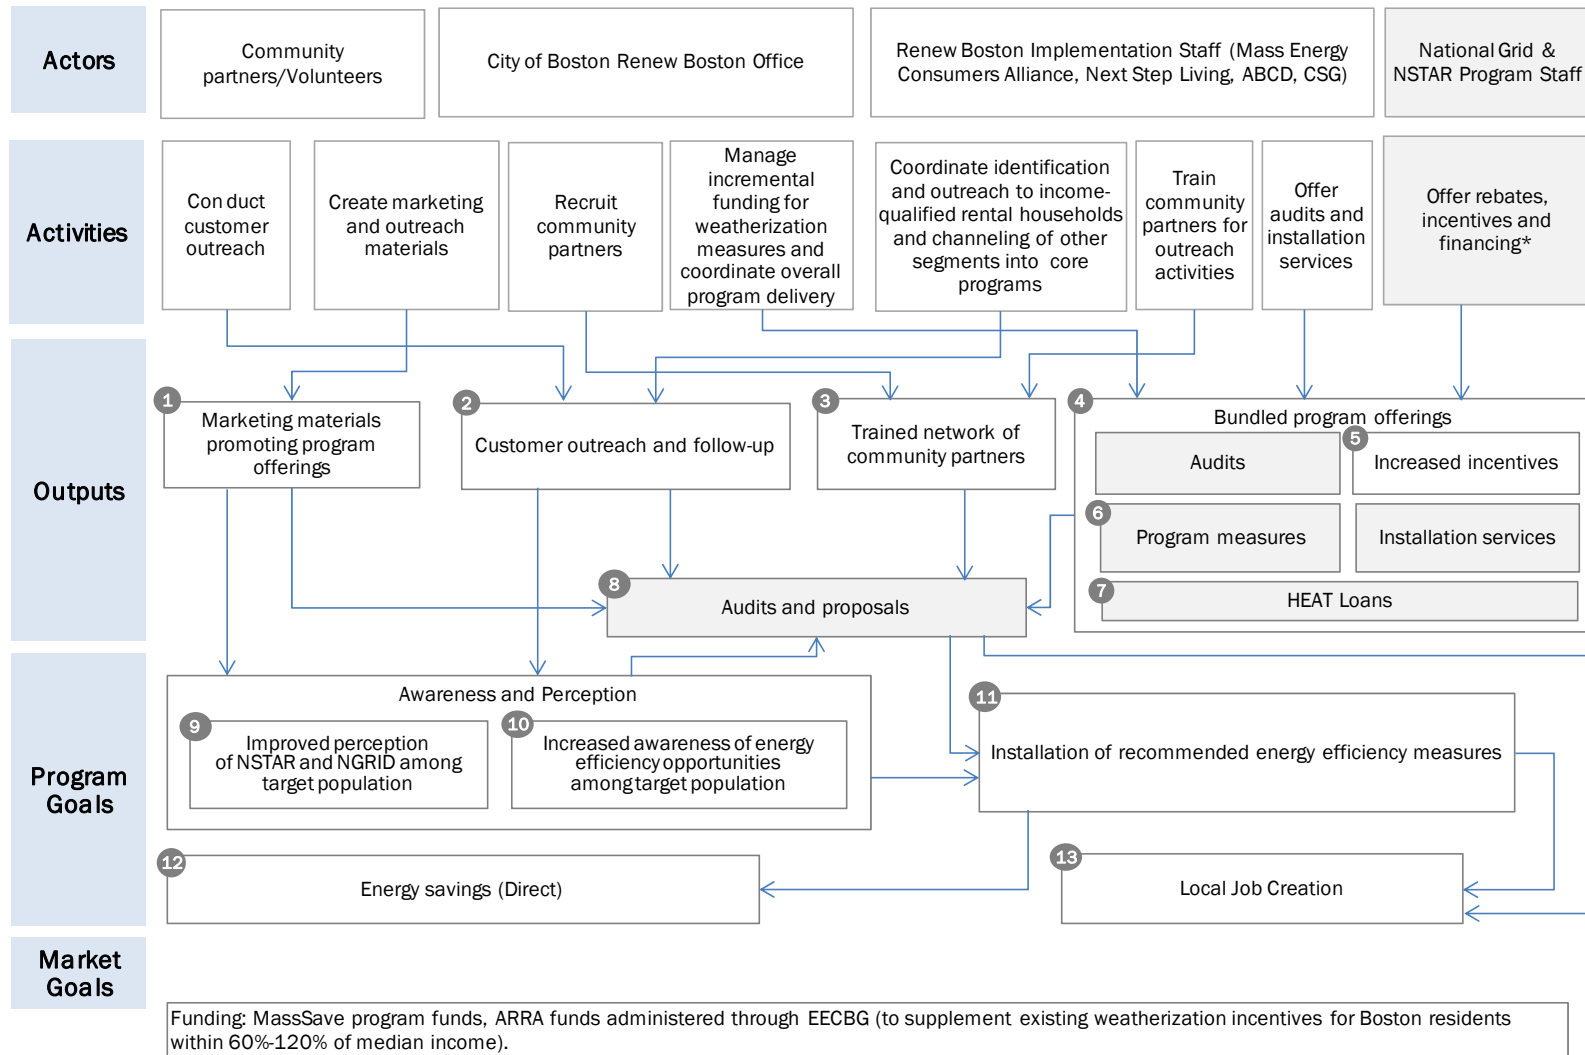 Actors
Community
partners/Volunteers
City of Boston Renew Boston Office
Renew Boston Implementation Staff (Mass Energy
Consumers Alliance, Next Step Living, ABCD, CSG)
National Grid &
NSTAR Program Staff
Activities
Con duct
customer
outreach
Create marketing
and outreach
materials
Recruit
community
partners
Manage
incremental
funding for
weatherization
measures and
coordinate overall
program delivery
Coordinate identification
and outreach to income-
qualified rental households
and channeling of other
segments into core
programs
Train
community
partners for
outreach
activities
Offer
audits and
installation
services
Offer rebates,
incentives and
financing*
Outputs
1
Marketing materials
promoting program
offerings
2
Customer outreach and follow-up
3
Trained network of
community partners
4
Bundled program offerings
Audits
5
Increased incentives
6
Program measures
Installation services
7
HEAT Loans
8
Audits and proposals
Program
Goals
Awareness and Perception
9
Improved perception
of NSTAR and NGRID among
target population
10
Increased awareness of energy
efficiency opportunities
among target population
11
Installation of recommended energy efficiency measures
12
Energy savings (Direct)
13
Local Job Creation
Market
Goals
Funding: MassSave program funds, ARRA funds administered through EECBG (to supplement existing weatherization incentives for Boston residents
within 60%-120% of median income).